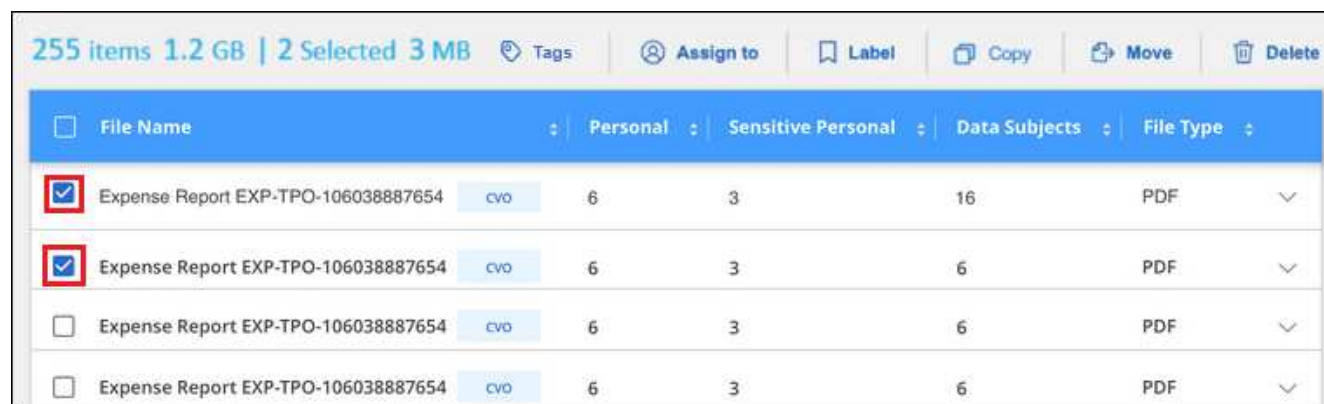 255 items 1.2 GB | 2 Selected 3 MB Tags Assign to Label Copy Move Delete
File Name Personal Sensitive Personal Data Subjects File Type
Expense Report EXP-TPO-106038887654 cvo 6 3 16 PDF
Expense Report EXP-TPO-106038887654 cvo 6 3 6 PDF
Expense Report EXP-TPO-106038887654 cvo 6 3 6 PDF
Expense Report EXP-TPO-106038887654 cvo 6 3 6 PDF